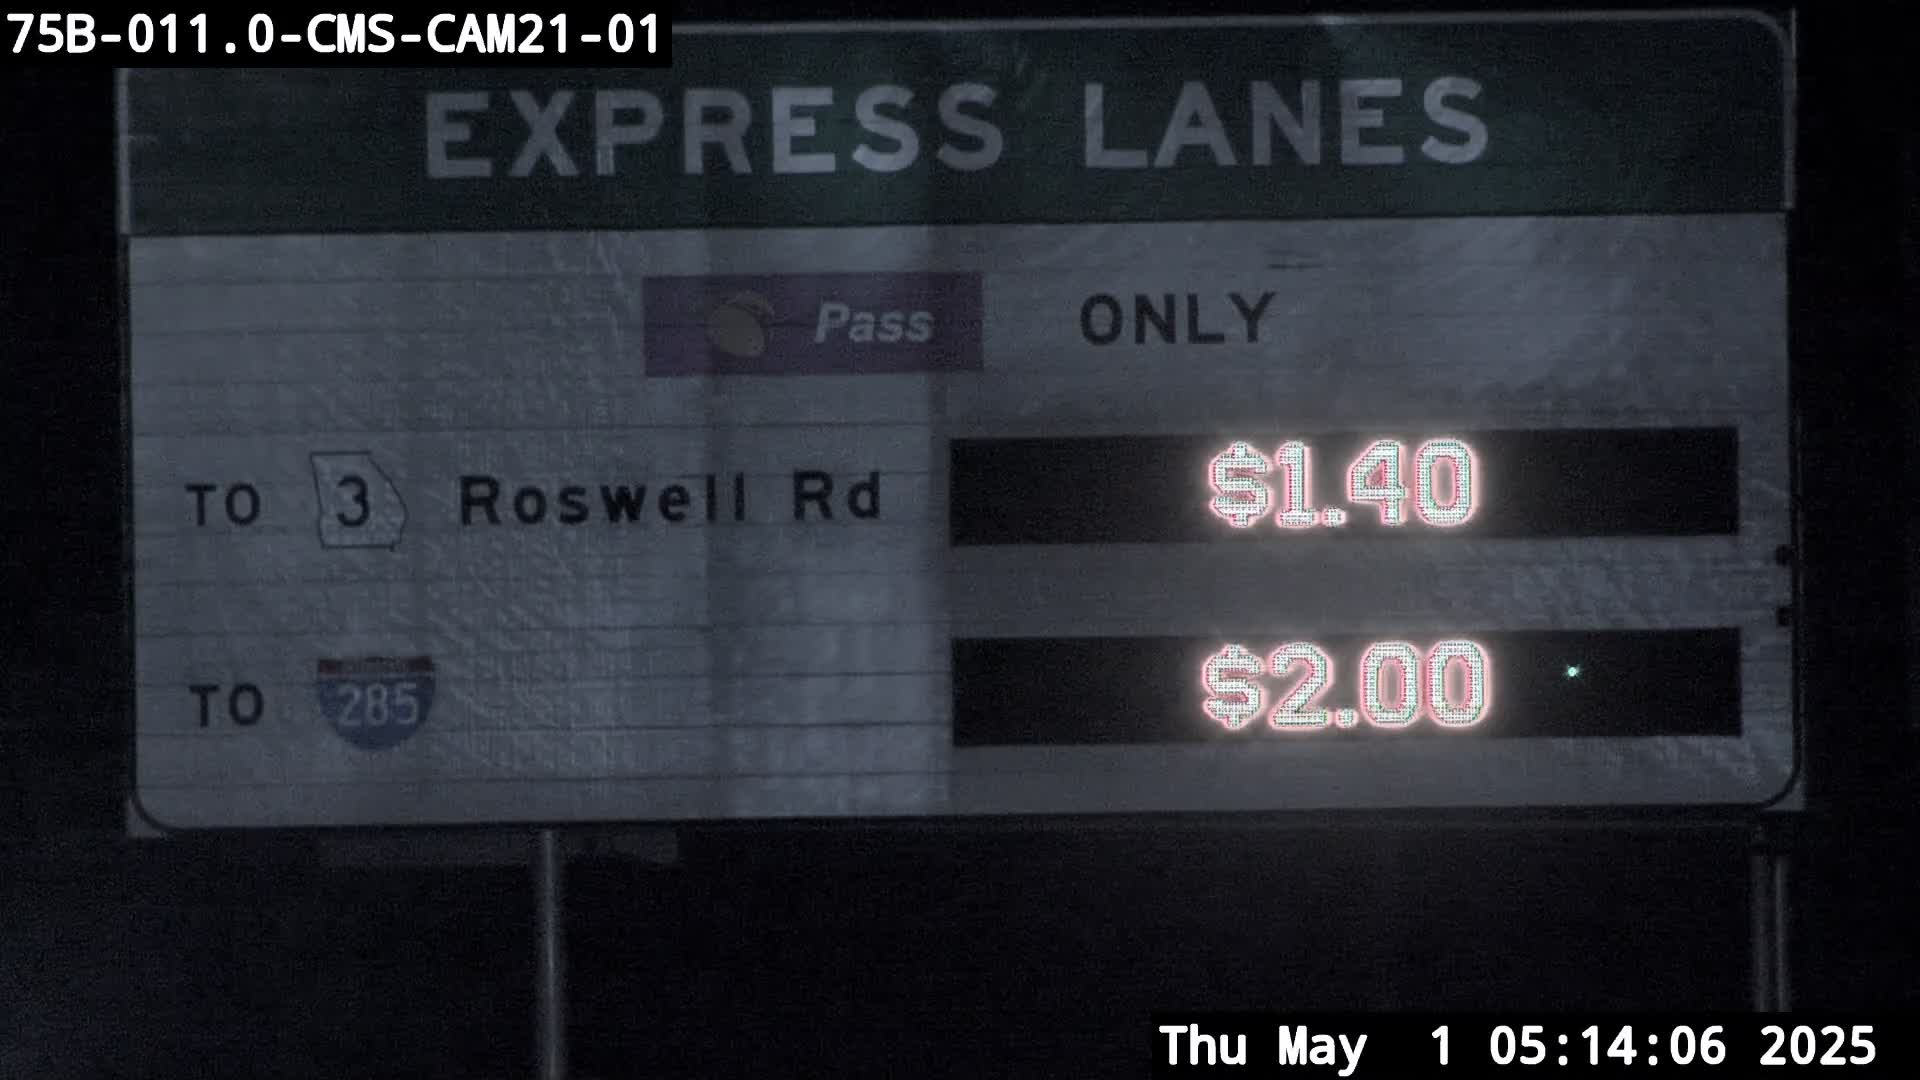 75B-011.0-CMS-CAM21-01
EXPRESS LANES
Pass ONLY
TO 3 Roswell Rd $1.40
TO 285 $2.00
Thu May 1 05:14:06 2025